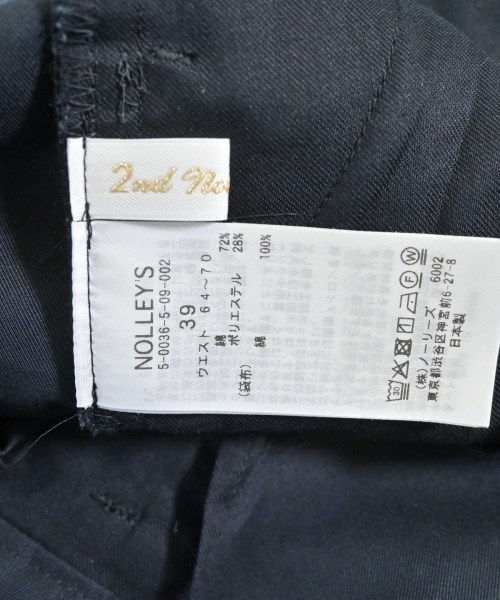 2nd No
NOLLEY'S
5-0036-5-09-002
39
ウエスト 64～70
綿 72%
ポリエステル 28%
(袋布) 綿 100%
30
F W
(株)ノーリーズ 6002
東京都渋谷区神宮前6-27-8
日本製